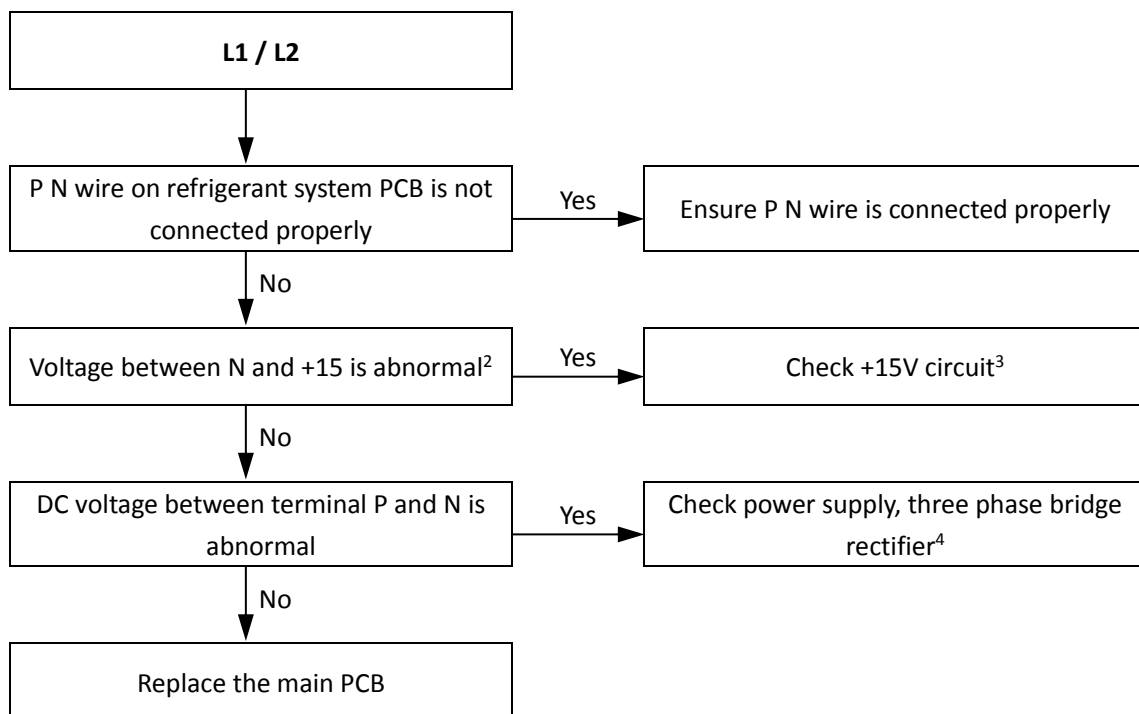 L1 / L2
P N wire on refrigerant system PCB is not
connected properly
Yes
Ensure P N wire is connected properly
No
Voltage between N and +15 is abnormal²
Yes
Check +15V circuit³
No
DC voltage between terminal P and N is
abnormal
Yes
Check power supply, three phase bridge
rectifier⁴
No
Replace the main PCB